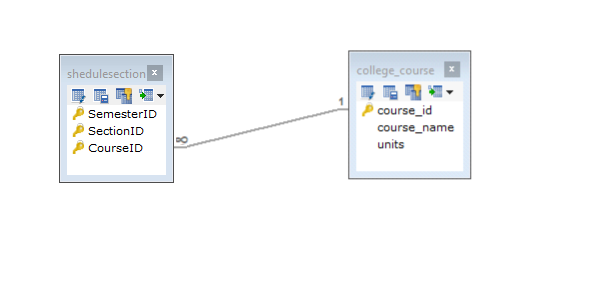 shedulesection
SemesterID
SectionID
CourseID
∞
1
college_course
course_id
course_name
units